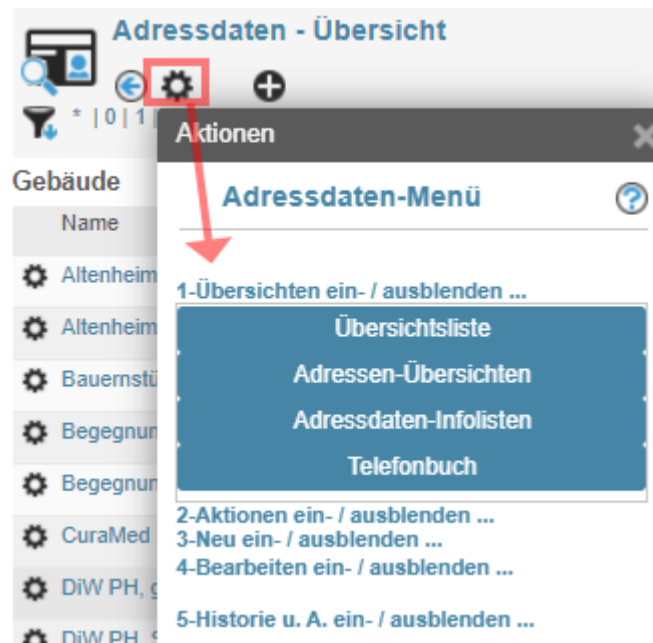 Adressdaten - Übersicht
* | 0 | 1 |
Aktionen
Gebäude
Adressdaten-Menü
Name
Altenheim
1-Übersichten ein- / ausblenden ...
Übersichtsliste
Altenheim
Adressen-Übersichten
Bauernstü
Adressdaten-Infolisten
Begegnun
Telefonbuch
Begegnun
2-Aktionen ein- / ausblenden ...
CuraMed
3-Neu ein- / ausblenden ...
4-Bearbeiten ein- / ausblenden ...
DiW PH, g
5-Historie u. A. ein- / ausblenden ...
DiW PH, S